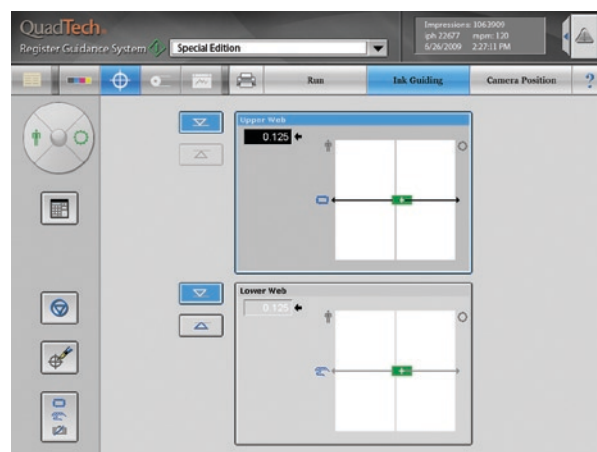 QuadTech
Register Guidance System
Special Edition
Impressions: 1063909
iph 22677 mpm: 120
6/26/2009 2:27:11 PM
Run
Ink Guiding
Camera Position
?
Upper Web
0.125
Lower Web
0.125